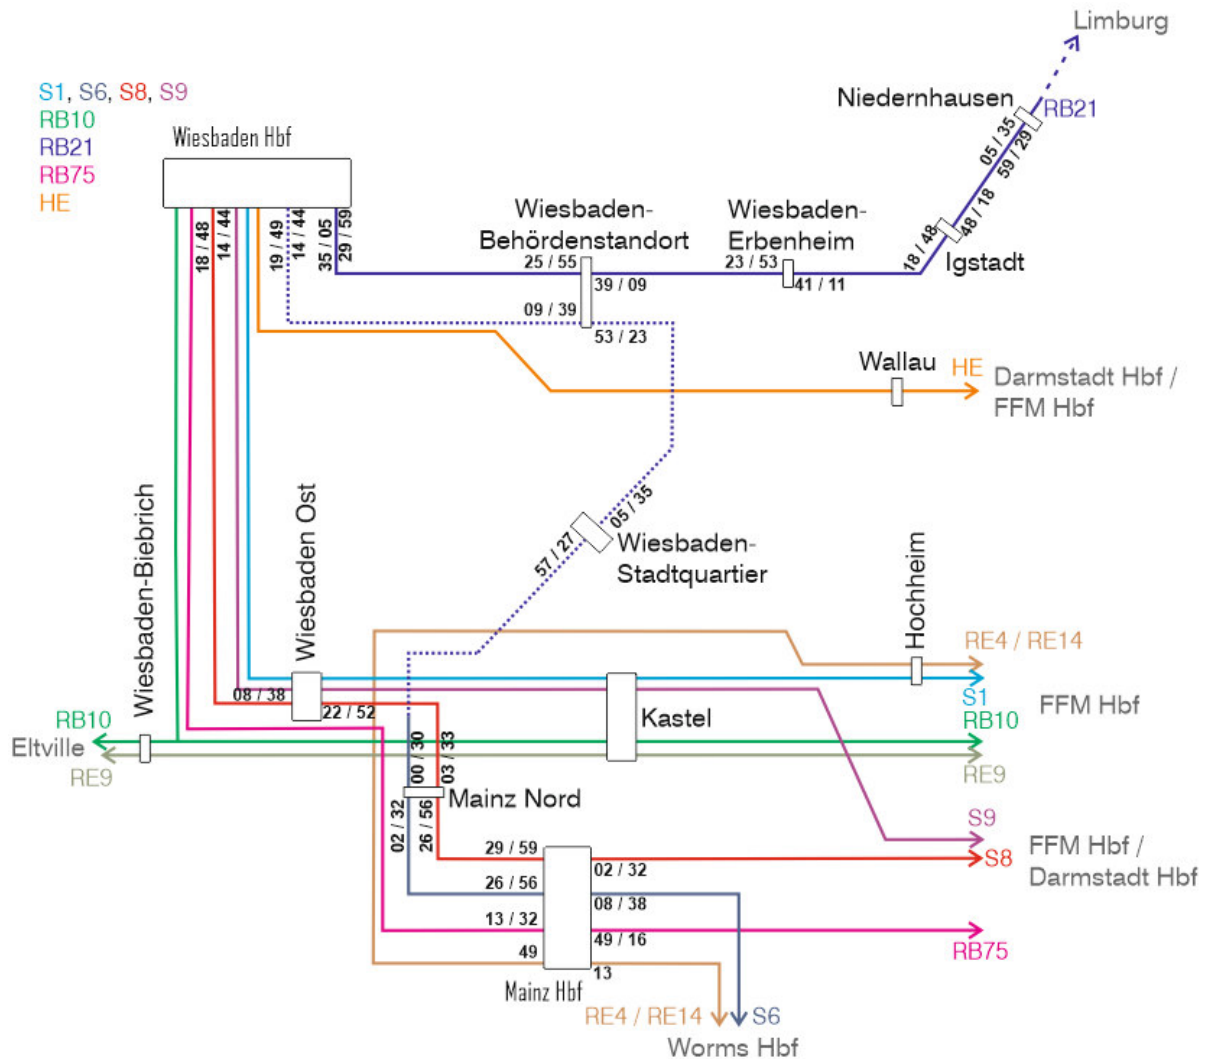 Limburg
S1, S6, S8, S9
RB10
RB21
RB75
HE
Niedernhausen
RB21
05 / 35
59 / 29
Wiesbaden Hbf
18 / 48
14 / 44
19 / 49
14 / 44
35 / 05
29 / 59
Wiesbaden-
Behördenstandort
25 / 55
39 / 09
09 / 39
53 / 23
Wiesbaden-
Erbenheim
23 / 53
41 / 11
18 / 48
48 / 18
Igstadt
Wallau
HE
Darmstadt Hbf /
FFM Hbf
05 / 35
57 / 27
Wiesbaden-
Stadtquartier
Wiesbaden-Biebrich
Wiesbaden Ost
Hochheim
RE4 / RE14
S1
FFM Hbf
08 / 38
22 / 52
Kastel
RB10
Eltville
RE9
RB10
RE9
00 / 30
03 / 33
Mainz Nord
02 / 32
26 / 56
S9
S8
FFM Hbf /
Darmstadt Hbf
29 / 59
02 / 32
26 / 56
08 / 38
13 / 32
49 / 16
49
13
RB75
Mainz Hbf
RE4 / RE14
S6
Worms Hbf